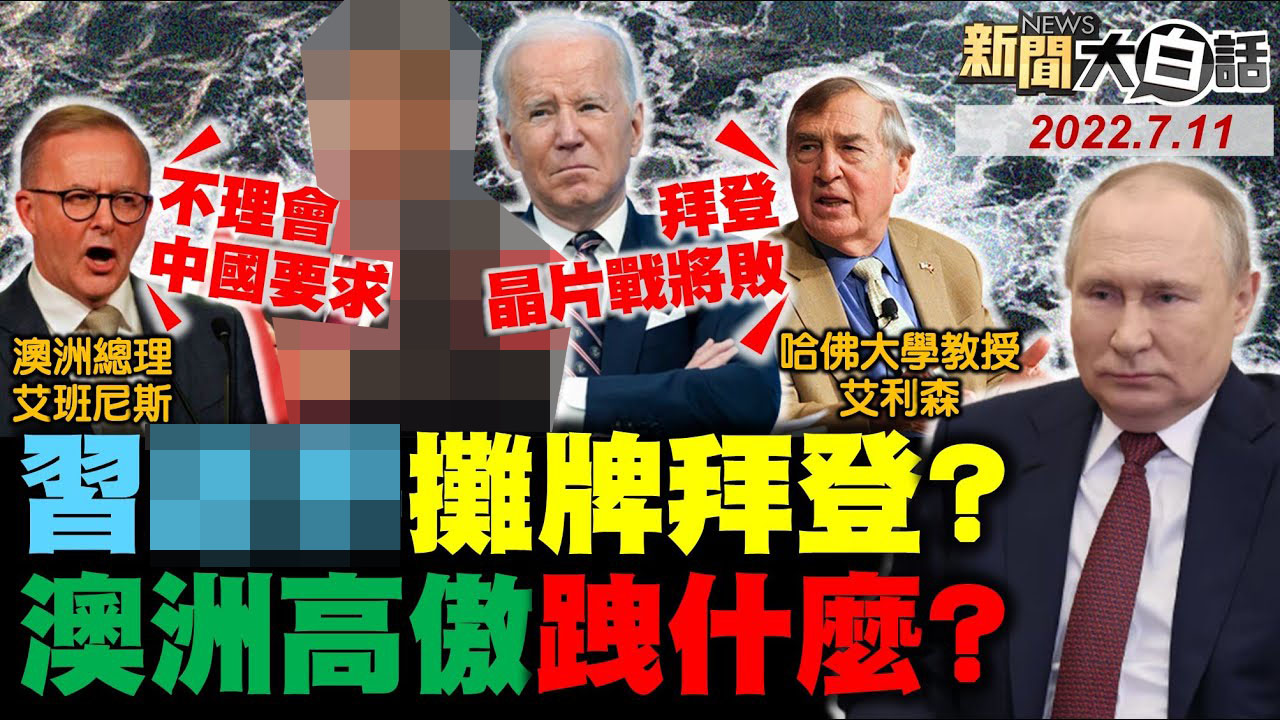 NEWS
新聞大白話
2022.7.11
不理會
中國要求
拜登
晶片戰將敗
澳洲總理
艾班尼斯
哈佛大學教授
艾利森
習 攤牌拜登?
澳洲高傲跩什麼?